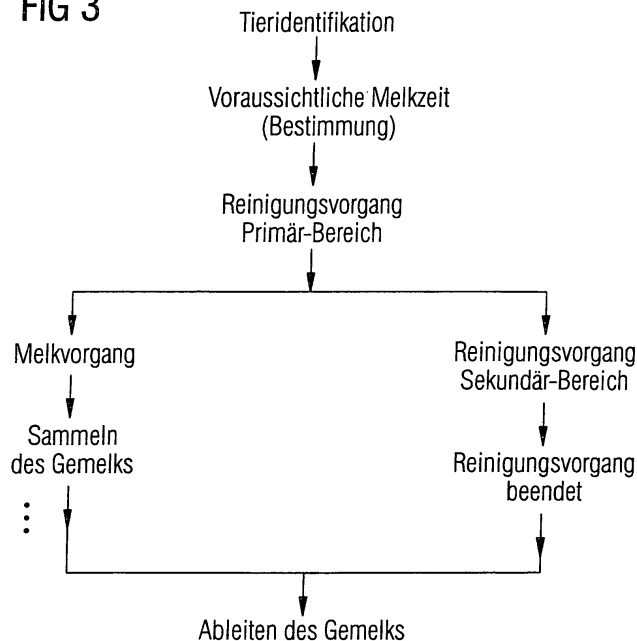 FIG 3
Tieridentifikation
Voraussichtliche Melkzeit
(Bestimmung)
Reinigungsvorgang
Primär-Bereich
Melkvorgang
Sammeln
des Gemelks
Reinigungsvorgang
Sekundär-Bereich
Reinigungsvorgang
beendet
Ableiten des Gemelks